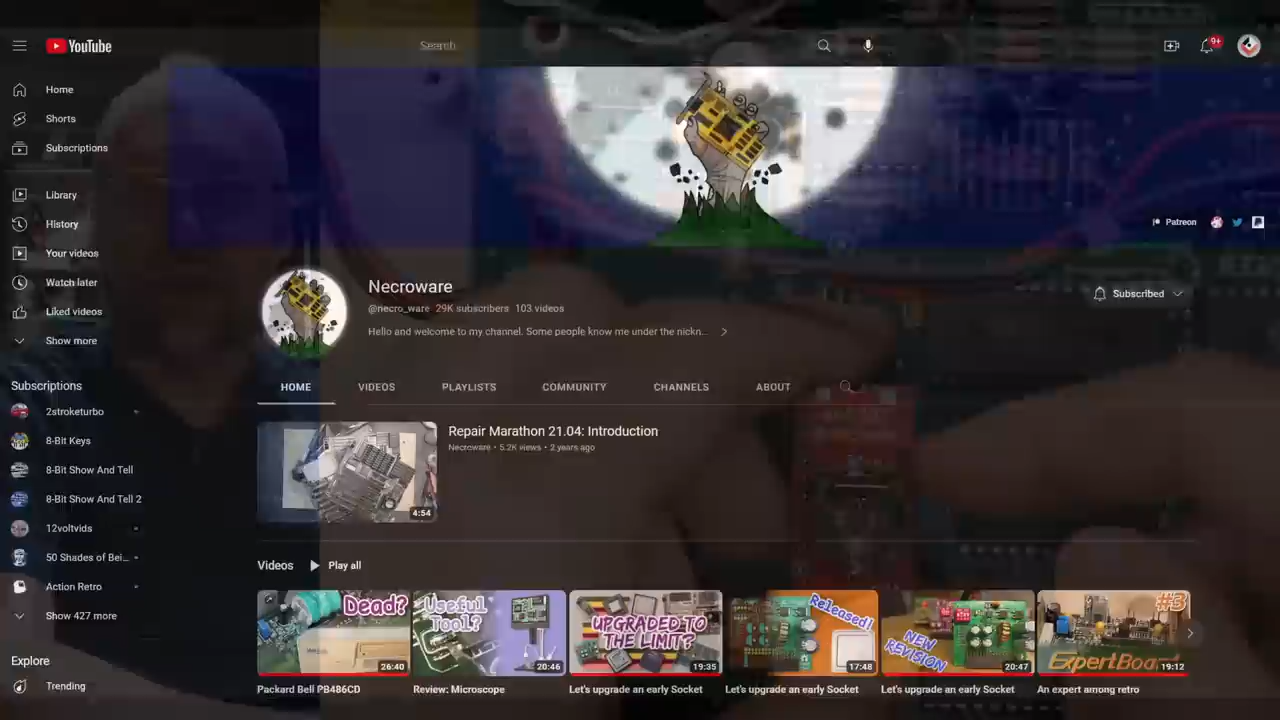 YouTube
Search
9+
Home
Shorts
Subscriptions
Library
History
Your videos
Watch later
Liked videos
Show more
Subscriptions
2stroketurbo
8-Bit Keys
8-Bit Show And Tell
8-Bit Show And Tell 2
12voltvids
50 Shades of Bei...
Action Retro
Show 427 more
Explore
Trending
Patreon
Necroware
@necro_ware 29K subscribers 103 videos
Hello and welcome to my channel. Some people know me under the nickn...
Subscribed
HOME VIDEOS PLAYLISTS COMMUNITY CHANNELS ABOUT
4:54
Repair Marathon 21.04: Introduction
Necroware • 5.2K views • 2 years ago
Videos Play all
Dead?
26:40
Packard Bell PB486CD
Useful
Tool?
20:46
Review: Microscope
UPGRADED TO
THE LIMIT?
19:35
Let's upgrade an early Socket
Released!
17:48
Let's upgrade an early Socket
NEW
REVISION
20:47
Let's upgrade an early Socket
#3
ExpertBoa
19:12
An expert among retro